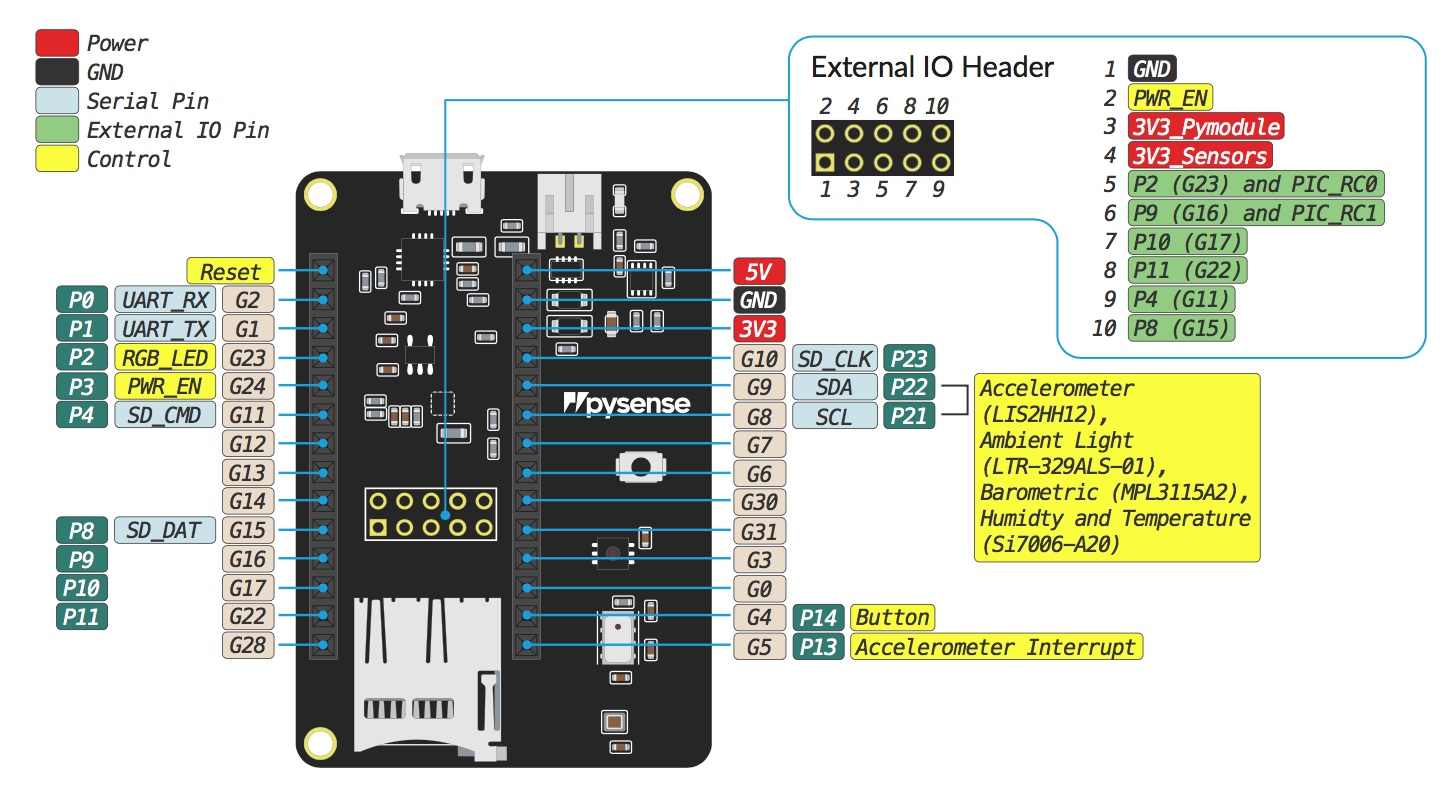 Power
GND
Serial Pin
External IO Pin
Control
External IO Header
2 4 6 8 10
1 3 5 7 9
1 GND
2 PWR_EN
3 3V3_Pymodule
4 3V3_Sensors
5 P2 (G23) and PIC_RC0
6 P9 (G16) and PIC_RC1
7 P10 (G17)
8 P11 (G22)
9 P4 (G11)
10 P8 (G15)
Reset
P0 UART_RX G2
P1 UART_TX G1
P2 RGB_LED G23
P3 PWR_EN G24
P4 SD_CMD G11
G12
G13
G14
P8 SD_DAT G15
P9 G16
P10 G17
P11 G22
G28
pysense
5V
GND
3V3
G10 SD_CLK P23
G9 SDA P22
G8 SCL P21
G7
G6
G30
G31
G3
G0
G4 P14 Button
G5 P13 Accelerometer Interrupt
Accelerometer
(LIS2HH12),
Ambient Light
(LTR-329ALS-01),
Barometric (MPL3115A2),
Humidty and Temperature
(Si7006-A20)